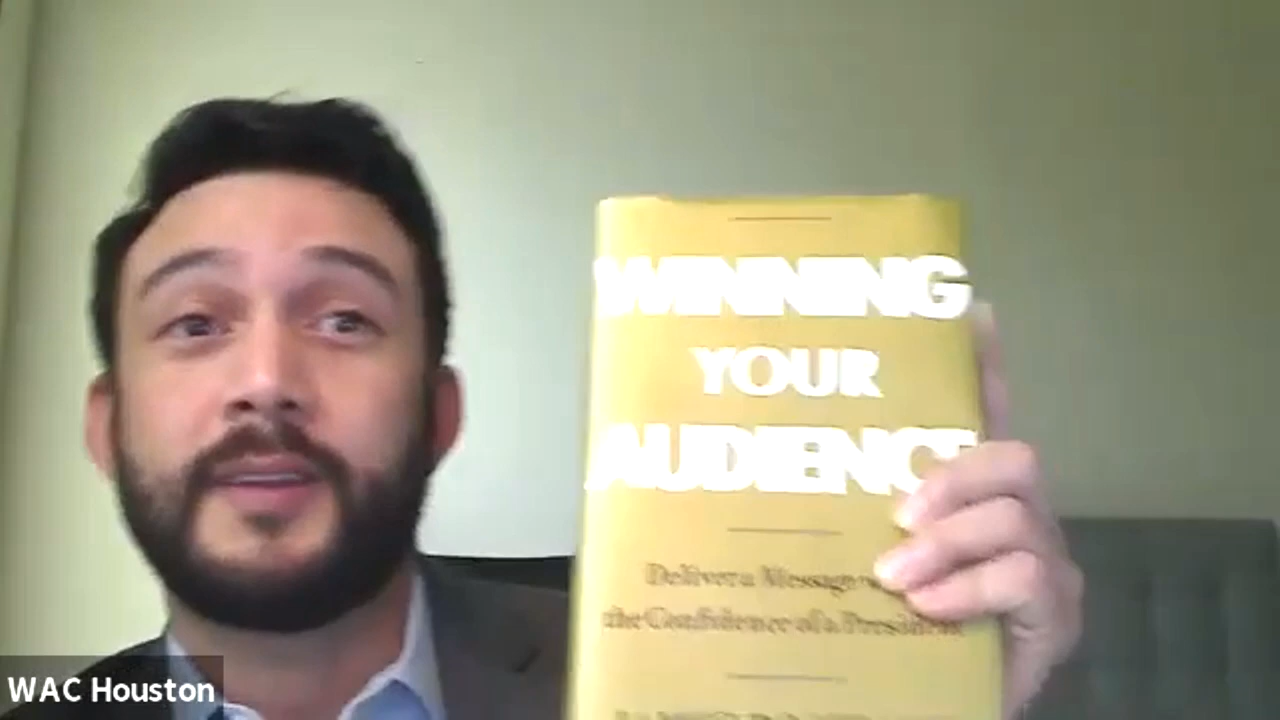 WINNING
YOUR
AUDIENCE
Deliver a Message
the Confidence of a President
WAC Houston